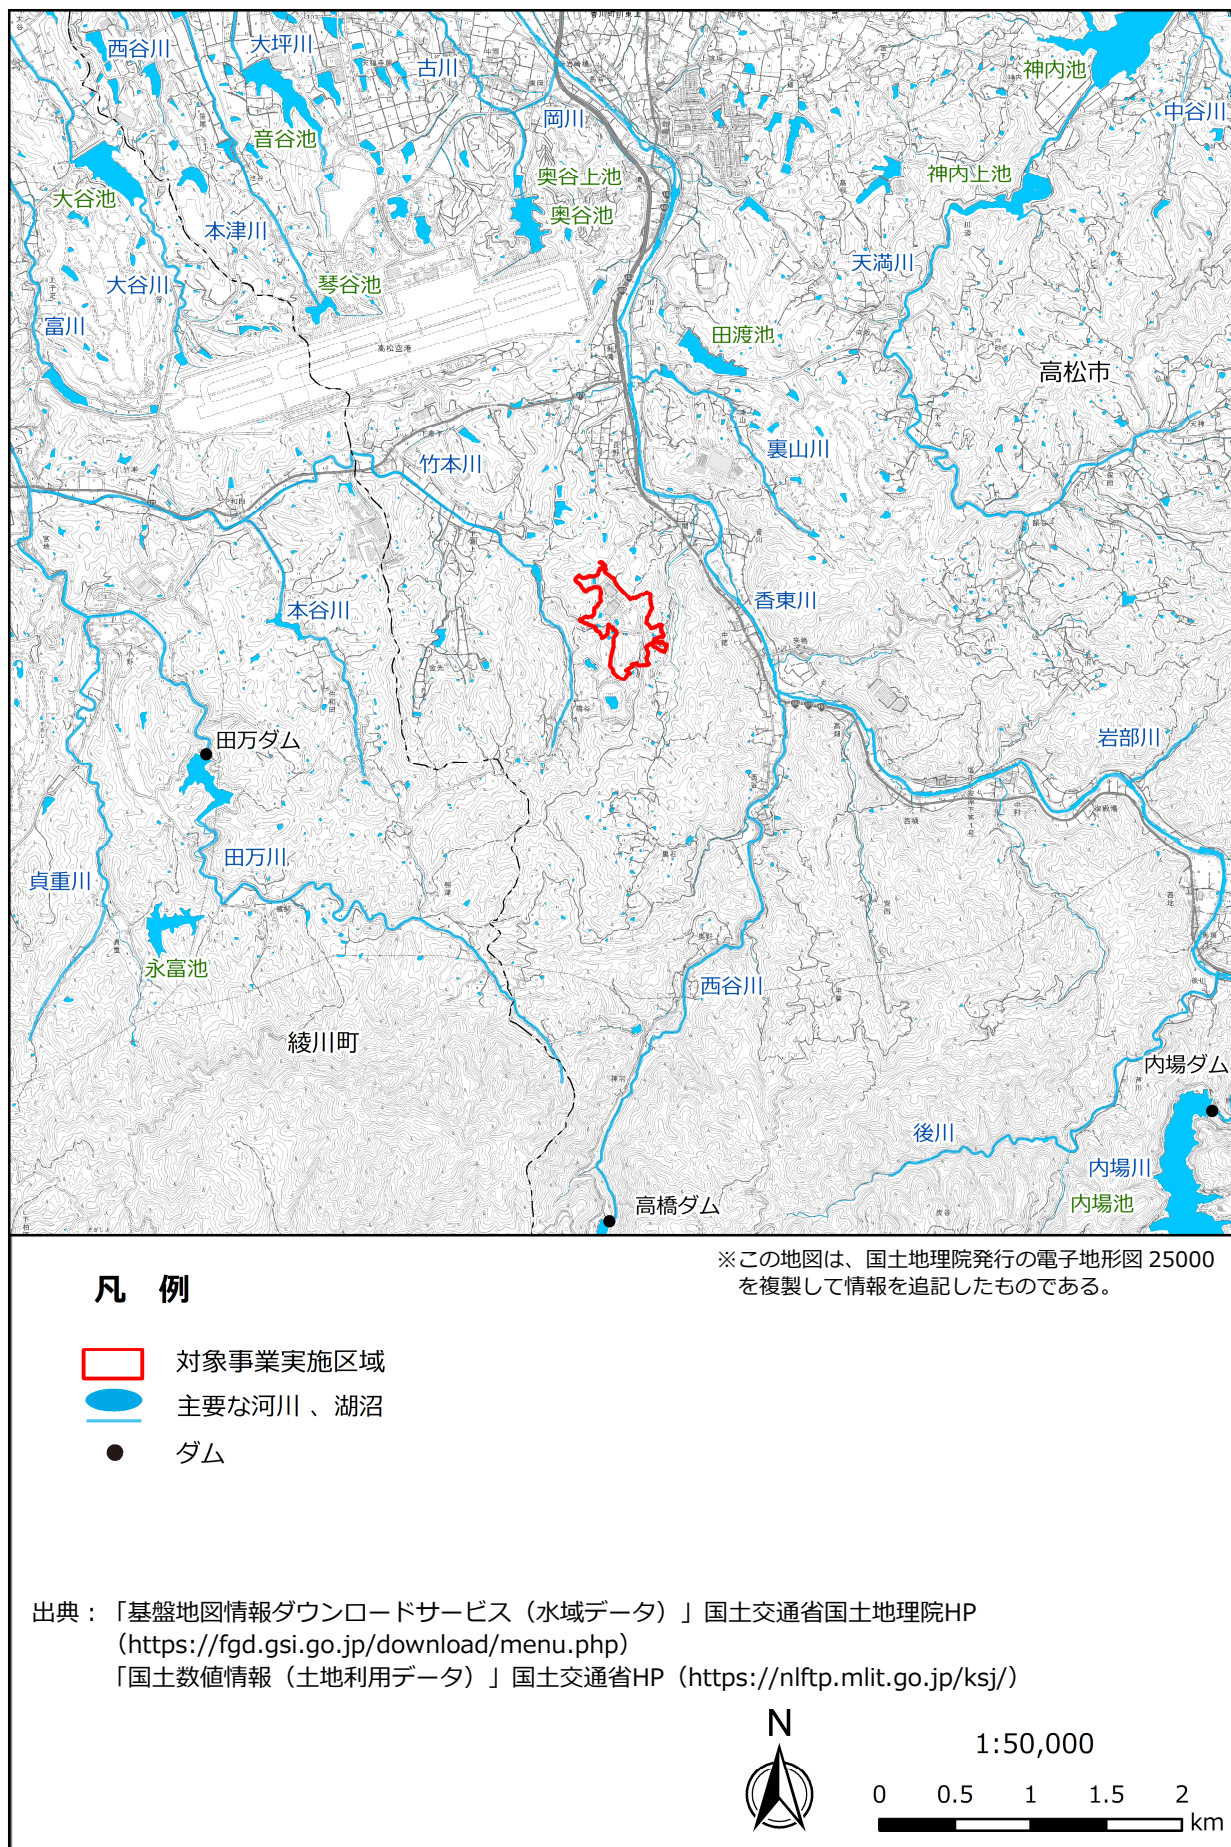 西谷川
大坪川
古川
岡川
神内池
中谷川
音谷池
奥谷上池
神内上池
大谷池
奥谷池
本津川
天満川
大谷川
琴谷池
富川
田渡池
高松空港
高松市
竹本川
裏山川
本谷川
香東川
田万ダム
岩部川
田万川
貞重川
永富池
西谷川
綾川町
内場ダム
後川
内場川
高橋ダム
内場池
※この地図は、国土地理院発行の電子地形図 25000
を複製して情報を追記したものである。
凡 例
対象事業実施区域
主要な河川 、湖沼
ダム
出典：「基盤地図情報ダウンロードサービス（水域データ）」国土交通省国土地理院HP
（https://fgd.gsi.go.jp/download/menu.php）
「国土数値情報（土地利用データ）」国土交通省HP（https://nlftp.mlit.go.jp/ksj/）
N
1:50,000
0 0.5 1 1.5 2
km